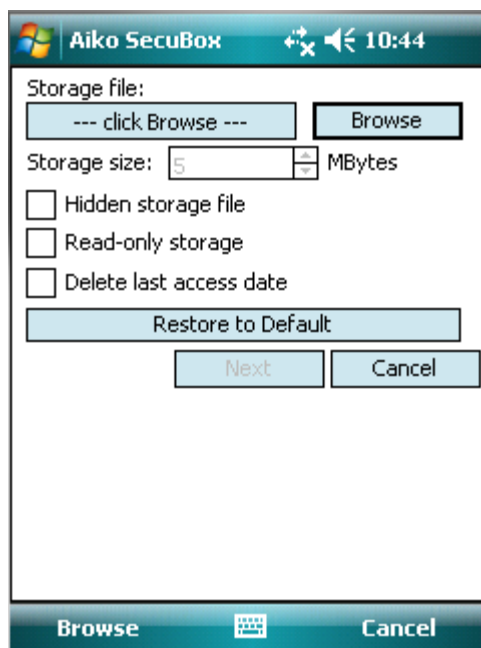 Aiko SecuBox 10:44
Storage file:
--- click Browse --- Browse
Storage size: 5 MBytes
Hidden storage file
Read-only storage
Delete last access date
Restore to Default
Next Cancel
Browse Cancel